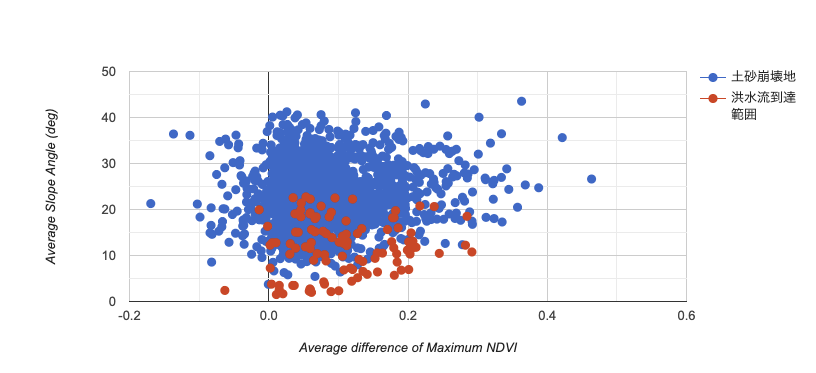 50
40
30
20
10
0
-0.2
0.0
0.2
0.4
0.6
Average Slope Angle (deg)
Average difference of Maximum NDVI
土砂崩壊地
洪水流到達
範囲